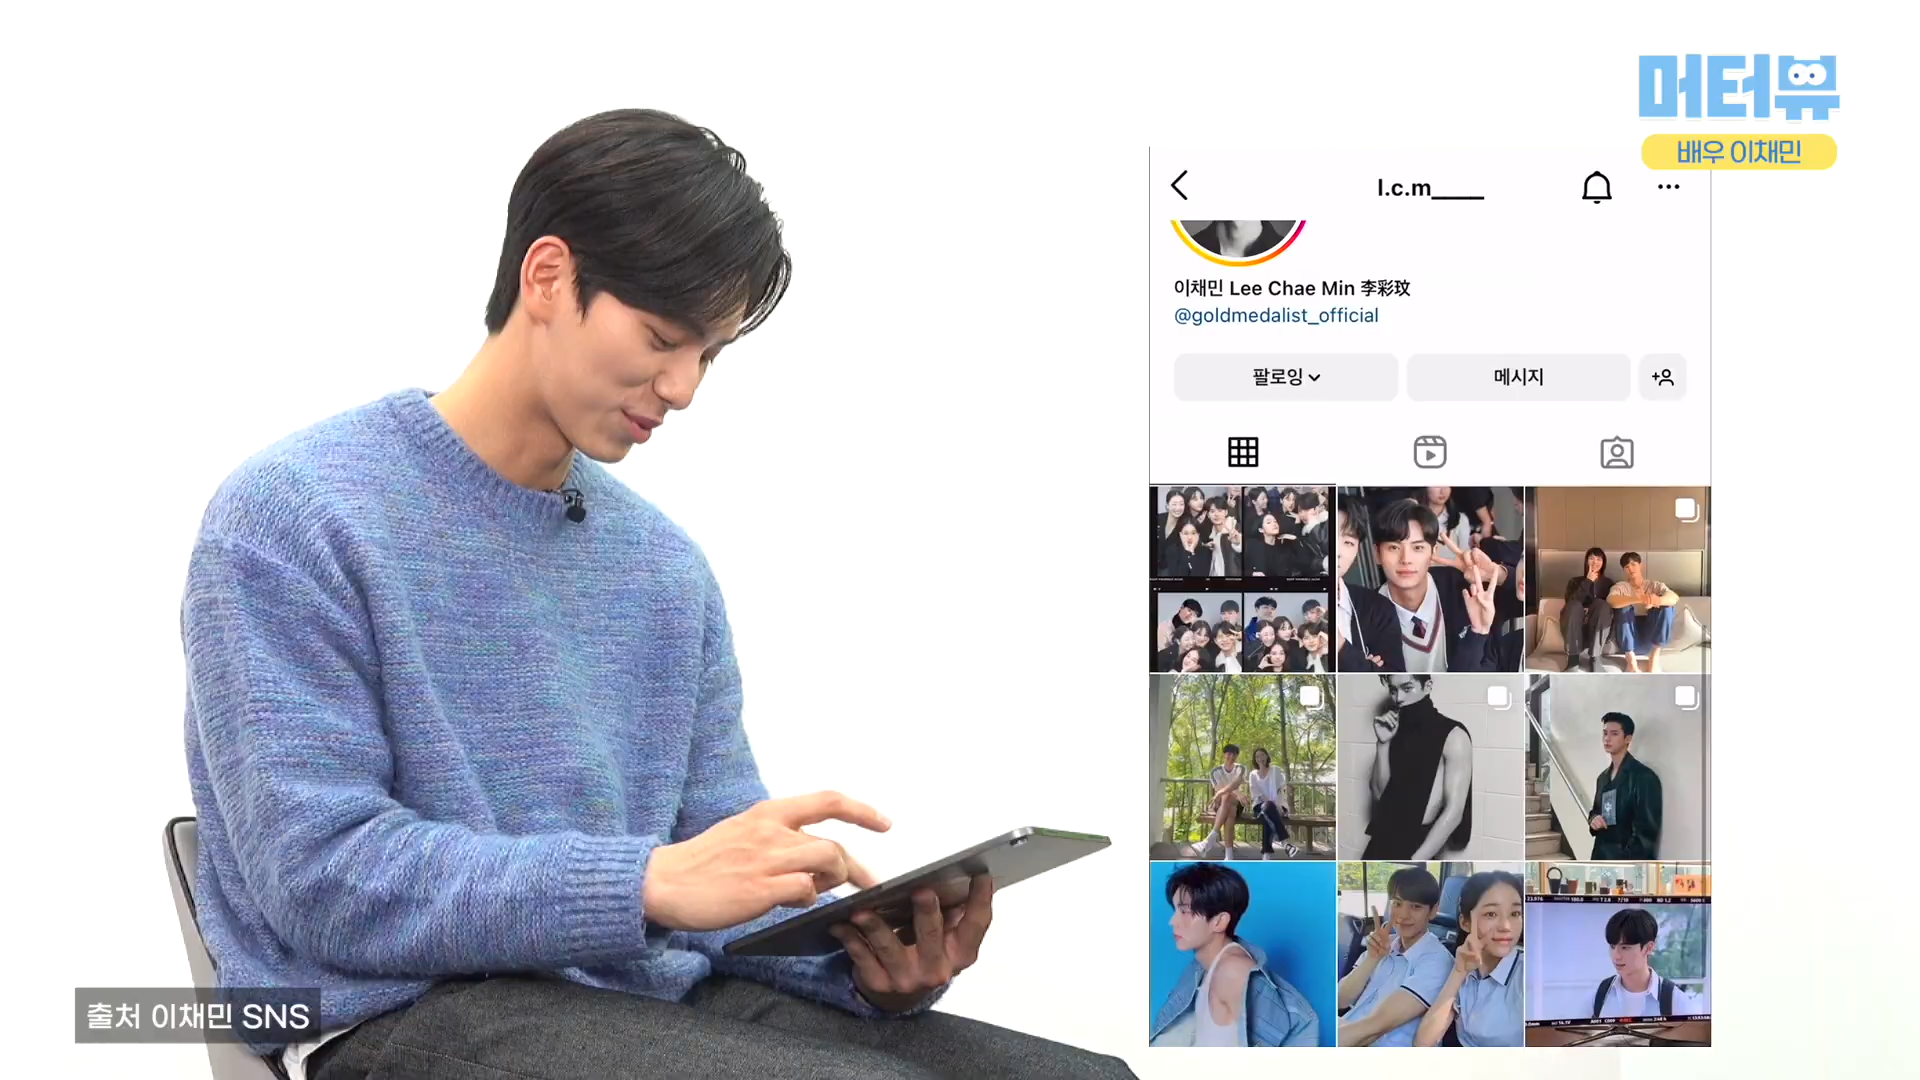 머터뷰
배우 이채민
l.c.m____
이채민 Lee Chae Min 李彩玟
@goldmedalist_official
팔로잉
메시지
출처 이채민 SNS